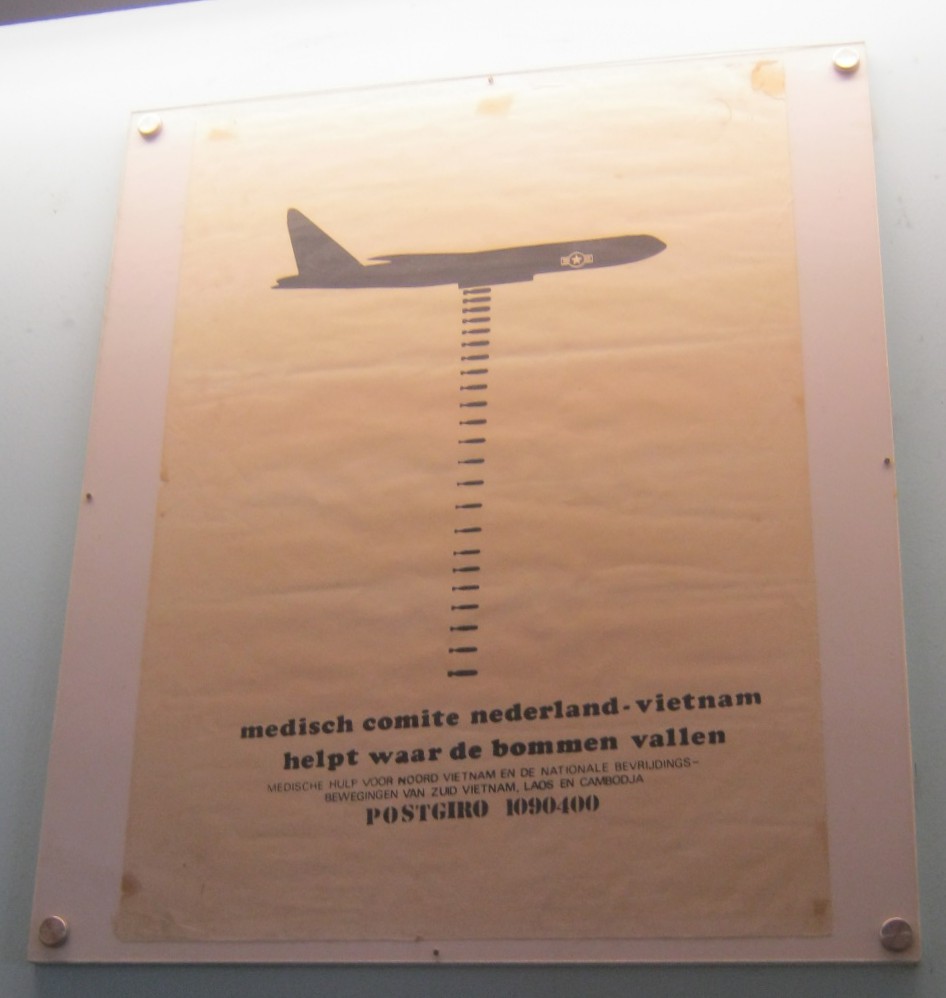 medisch comite nederland-vietnam
helpt waar de bommen vallen
MEDISCHE HULP VOOR NOORD VIETNAM EN DE NATIONALE BEVRIJDINGS-
BEWEGINGEN VAN ZUID VIETNAM, LAOS EN CAMBODJA
POSTGIRO 1090400